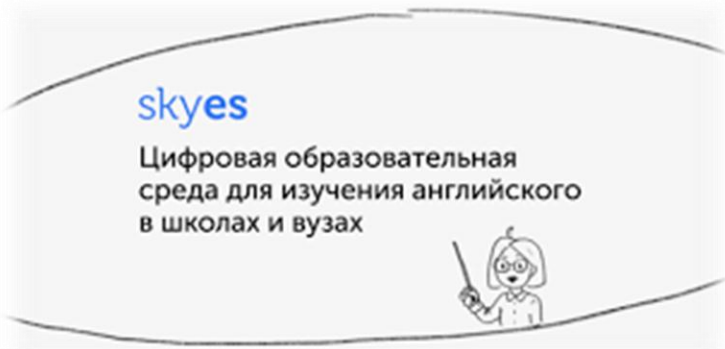 skyes
Цифровая образовательная
среда для изучения английского
в школах и вузах